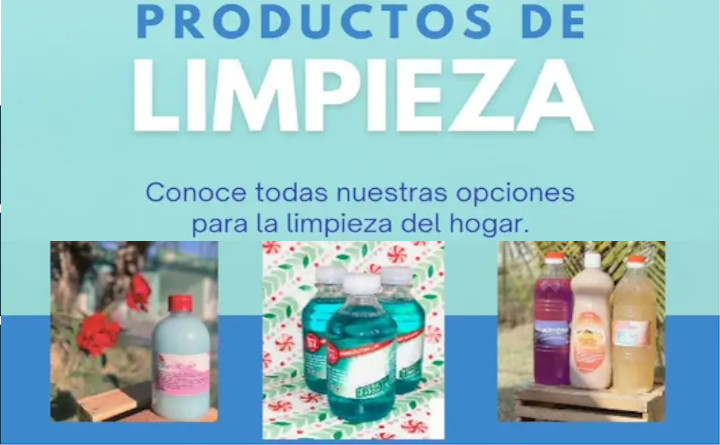 PRODUCTOS DE
LIMPIEZA
Conoce todas nuestras opciones
para la limpieza del hogar.